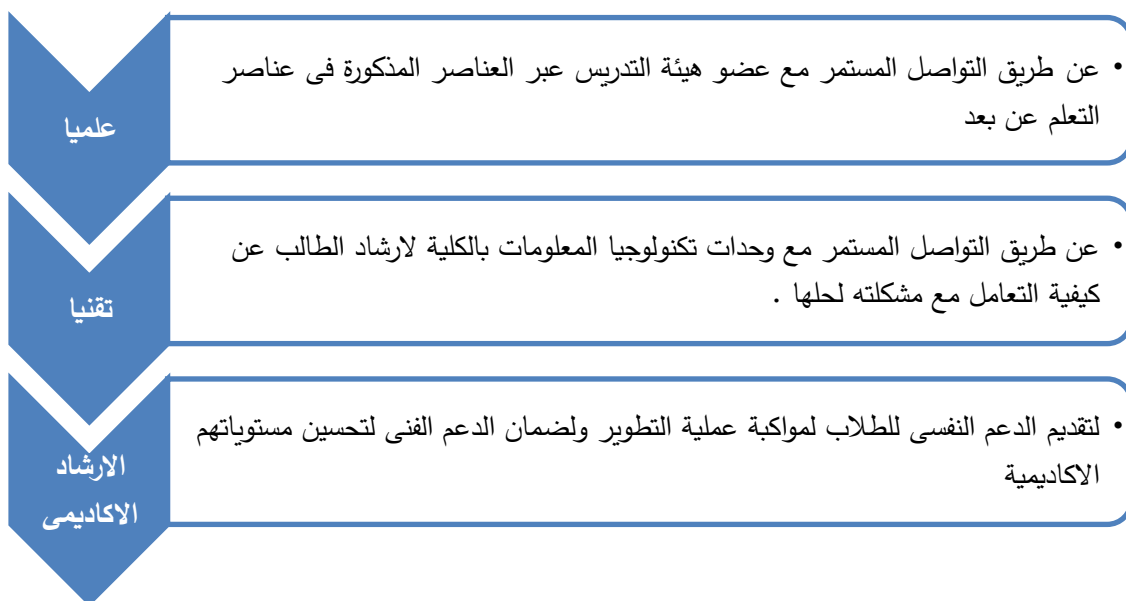 علميا
• عن طريق التواصل المستمر مع عضو هيئة التدريس عبر العناصر المذكورة فى عناصر
التعلم عن بعد
تقنيا
• عن طريق التواصل المستمر مع وحدات تكنولوجيا المعلومات بالكلية لارشاد الطالب عن
كيفية التعامل مع مشكلته لحلها .
الارشاد
الاكاديمى
• لتقديم الدعم النفسى للطلاب لمواكبة عملية التطوير ولضمان الدعم الفنى لتحسين مستوياتهم
الاكاديمية